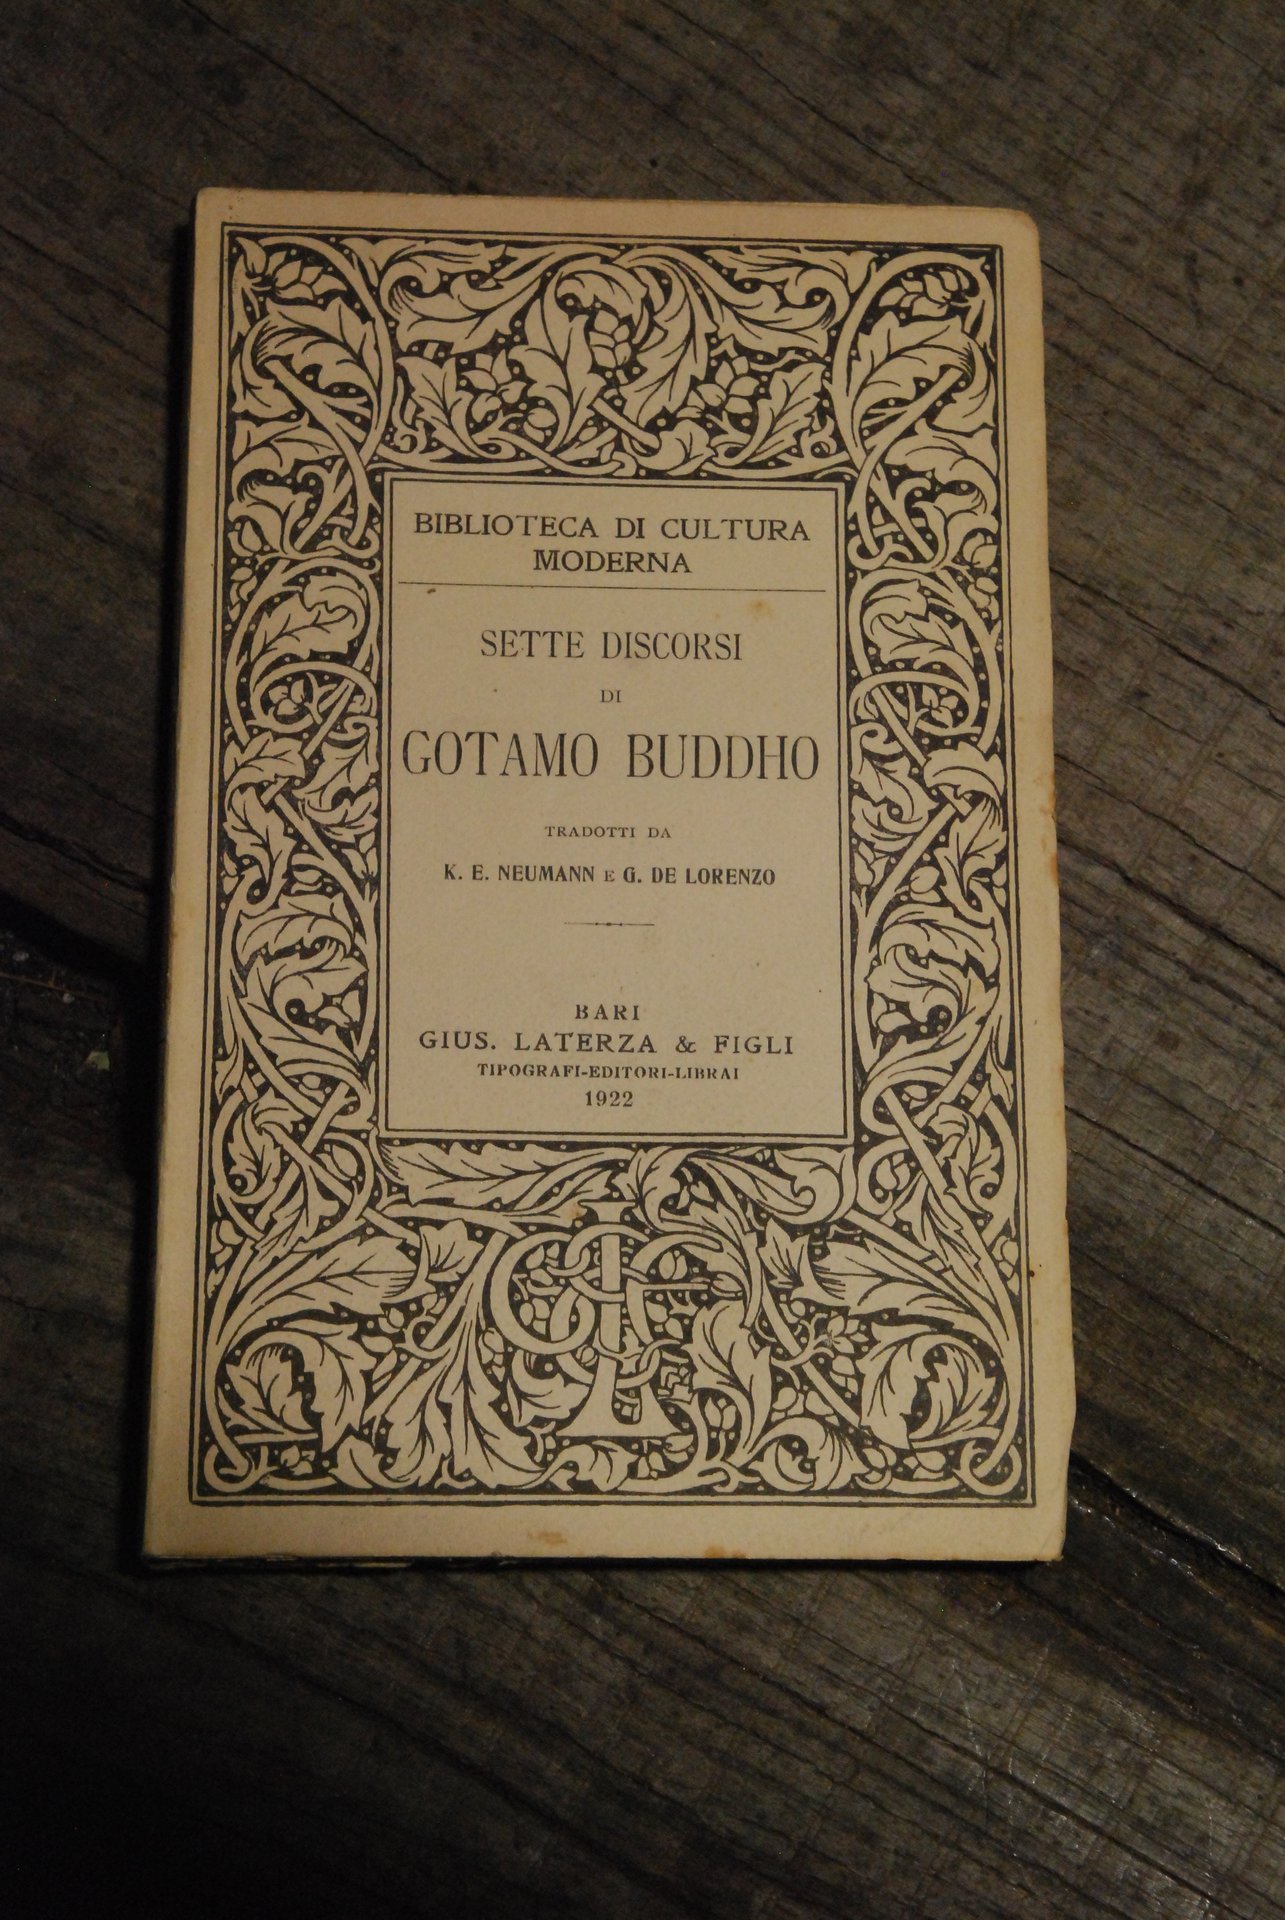 BIBLIOTECA DI CULTURA
MODERNA
SETTE DISCORSI
DI
GOTAMO BUDDHO
TRADOTTI DA
K. E. NEUMANN E G. DE LORENZO
BARI
GIUS. LATERZA & FIGLI
TIPOGRAFI-EDITORI-LIBRAI
1922